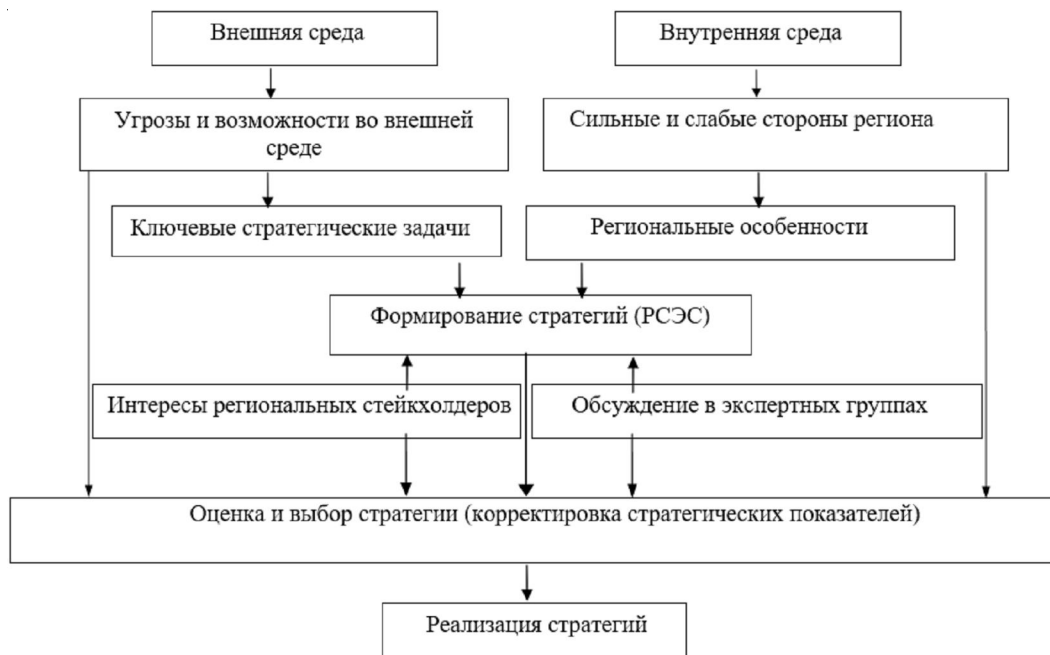 Внешняя среда
Внутренняя среда
Угрозы и возможности во внешней
среде
Сильные и слабые стороны региона
Ключевые стратегические задачи
Региональные особенности
Формирование стратегий (РСЭС)
Интересы региональных стейкхолдеров
Обсуждение в экспертных группах
Оценка и выбор стратегии (корректировка стратегических показателей)
Реализация стратегий